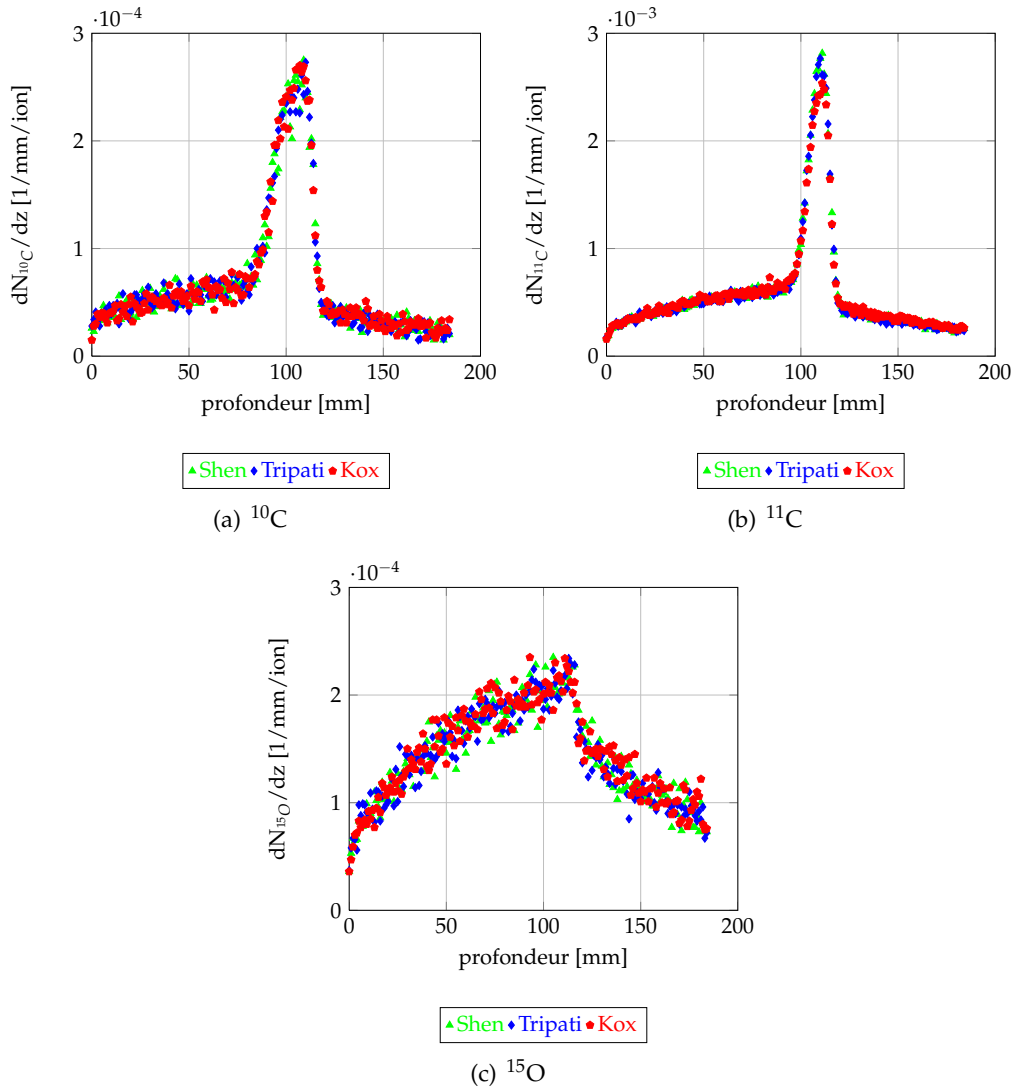 ·10⁻⁴ ·10⁻³
3 3
2 2
1 1
0 0
0 50 100 150 200 0 50 100 150 200
dN₁₀C/dz [1/mm/ion] dN₁₁C/dz [1/mm/ion]
profondeur [mm] profondeur [mm]
Shen Tripati Kox Shen Tripati Kox
(a) ¹⁰C (b) ¹¹C
·10⁻⁴
3
2
1
0
0 50 100 150 200
dN₁₅O/dz [1/mm/ion]
profondeur [mm]
Shen Tripati Kox
(c) ¹⁵O